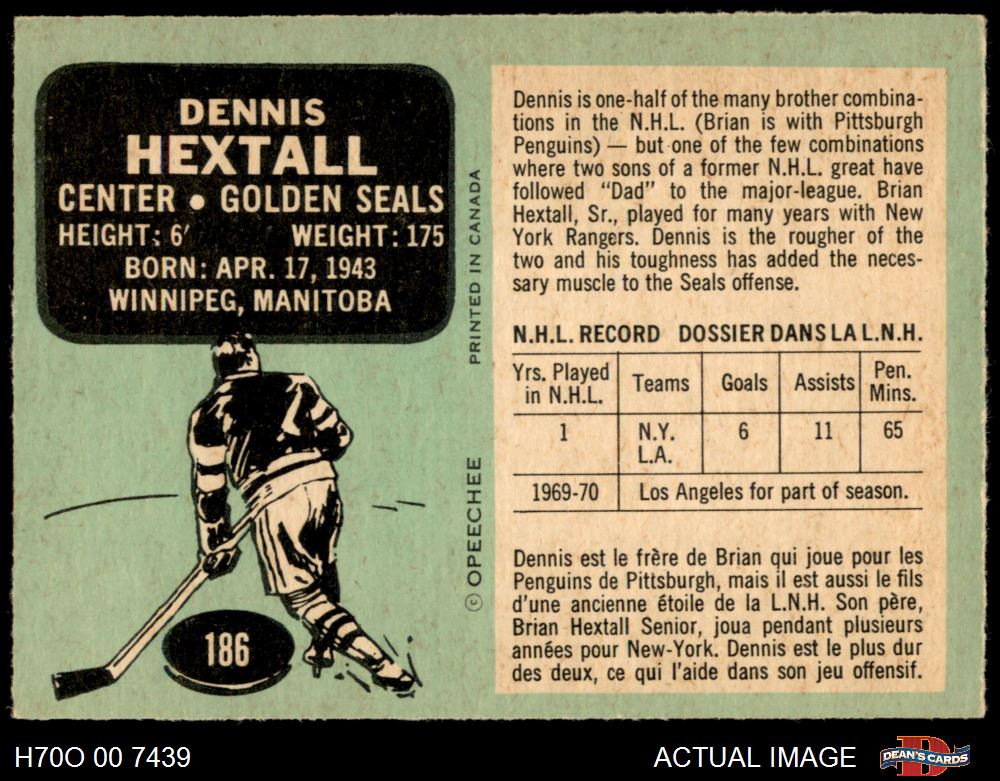 DENNIS
HEXTALL
CENTER • GOLDEN SEALS
HEIGHT: 6′ WEIGHT: 175
BORN: APR. 17, 1943
WINNIPEG, MANITOBA
186
© OPEECHEE PRINTED IN CANADA
Dennis is one-half of the many brother combina-
tions in the N.H.L. (Brian is with Pittsburgh
Penguins) — but one of the few combinations
where two sons of a former N.H.L. great have
followed "Dad" to the major-league. Brian
Hextall, Sr., played for many years with New
York Rangers. Dennis is the rougher of the
two and his toughness has added the neces-
sary muscle to the Seals offense.
N.H.L. RECORD DOSSIER DANS LA L.N.H.
Yrs. Played in N.H.L. Teams Goals Assists Pen. Mins.
1 N.Y. L.A. 6 11 65
1969-70 Los Angeles for part of season.
Dennis est le frère de Brian qui joue pour les
Penguins de Pittsburgh, mais il est aussi le fils
d'une ancienne étoile de la L.N.H. Son père,
Brian Hextall Senior, joua pendant plusieurs
années pour New-York. Dennis est le plus dur
des deux, ce qui l'aide dans son jeu offensif.
H70O 00 7439 ACTUAL IMAGE DEAN'S CARDS